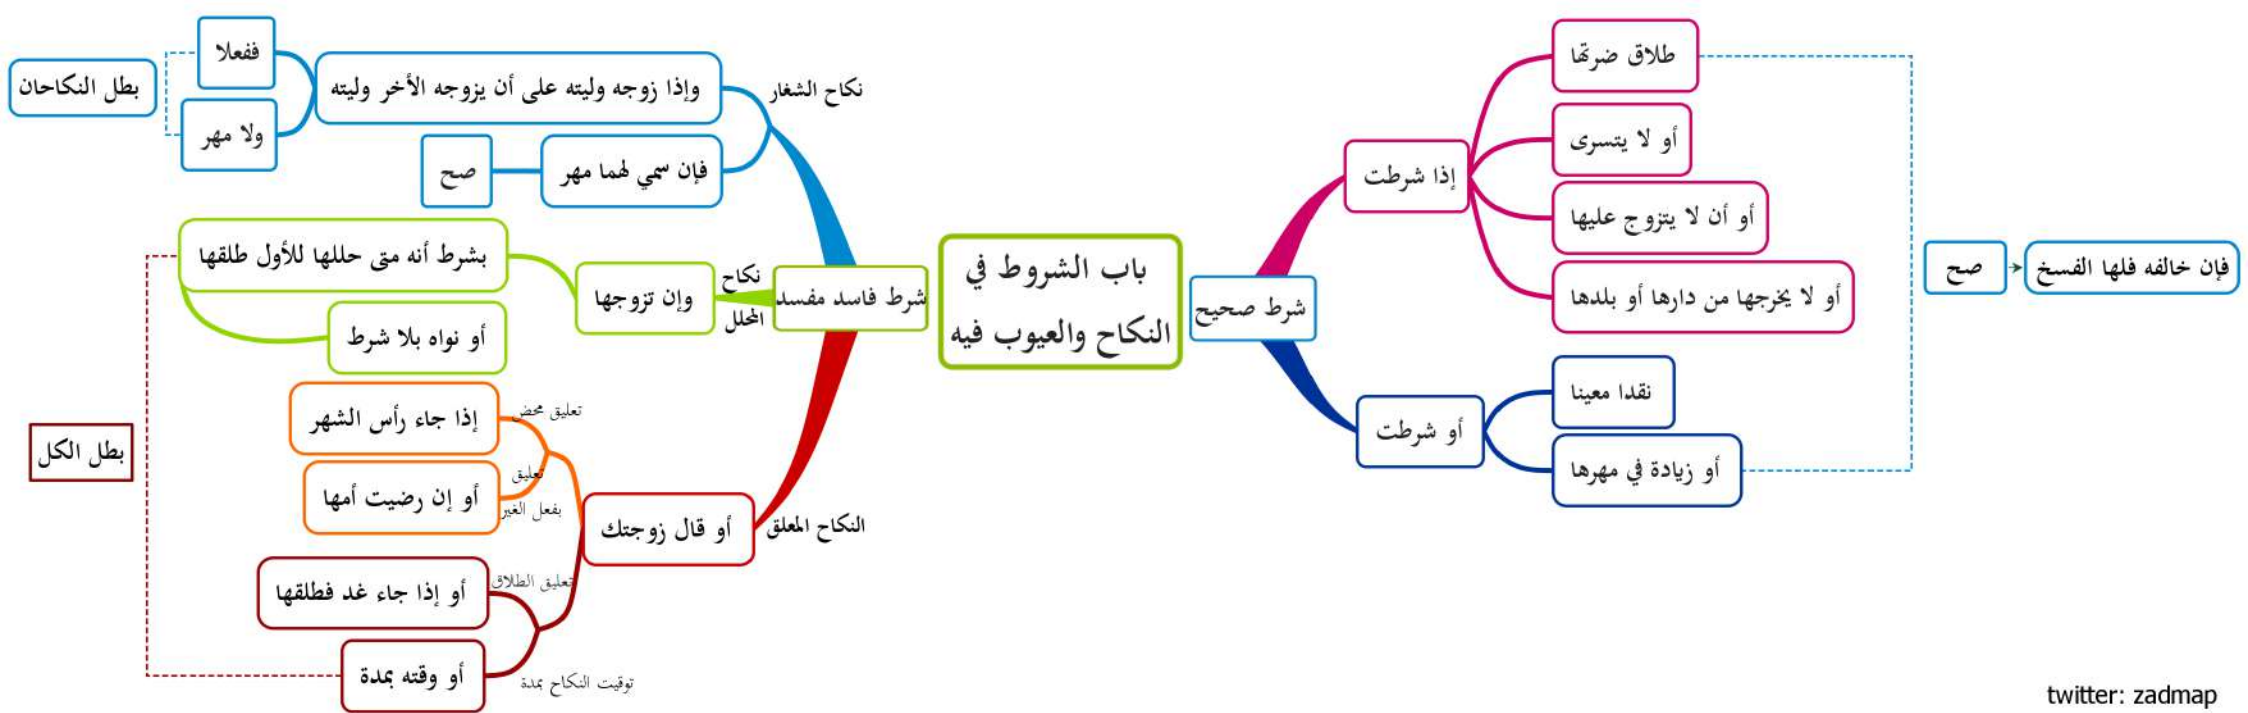 باب الشروط في
النكاح والعيوب فيه
شرط صحيح
إذا شرطت
طلاق ضرتها
أو لا يتسرى
أو أن لا يتزوج عليها
أو لا يخرجها من دارها أو بلدها
أو شرطت
نقدا معينا
أو زيادة في مهرها
صح
فإن خالفه فلها الفسخ
شرط فاسد مفسد
نكاح الشغار
وإذا زوجه وليته على أن يزوجه الأخر وليته
ففعلا
ولا مهر
بطل النكاحان
فإن سمي لهما مهر
صح
نكاح
المحلل
وإن تزوجها
بشرط أنه متى حللها للأول طلقها
أو نواه بلا شرط
النكاح المعلق
أو قال زوجتك
تعليق محض
إذا جاء رأس الشهر
تعليق
بفعل الغير
أو إن رضيت أمها
تعليق الطلاق
أو إذا جاء غد فطلقها
توقيت النكاح بمدة
أو وقته بمدة
بطل الكل
twitter: zadmap